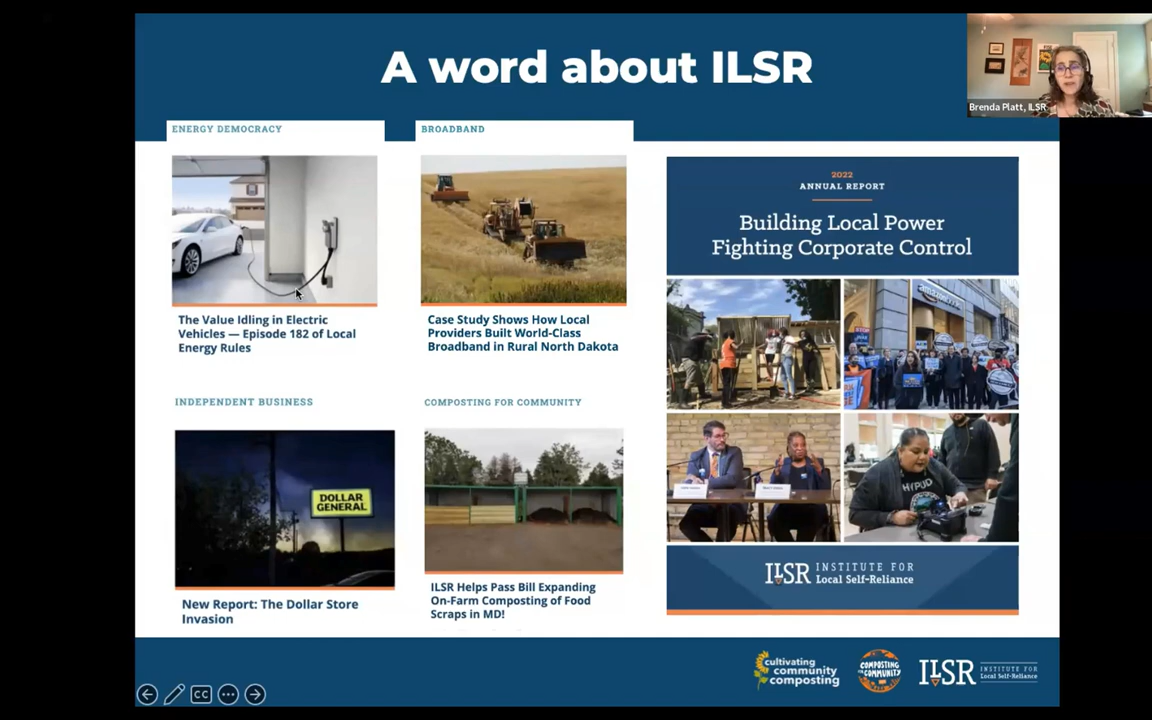 A word about ILSR
Brenda Platt, ILSR
ENERGY DEMOCRACY
The Value Idling in Electric
Vehicles — Episode 182 of Local
Energy Rules
BROADBAND
Case Study Shows How Local
Providers Built World-Class
Broadband in Rural North Dakota
INDEPENDENT BUSINESS
DOLLAR
GENERAL
New Report: The Dollar Store
Invasion
COMPOSTING FOR COMMUNITY
ILSR Helps Pass Bill Expanding
On-Farm Composting of Food
Scraps in MD!
2022
ANNUAL REPORT
Building Local Power
Fighting Corporate Control
HYPUD
ILSR INSTITUTE FOR
Local Self-Reliance
cultivating
community
composting
COMPOSTING
FOR
COMMUNITY
ILSR INSTITUTE FOR
Local Self-Reliance
CC